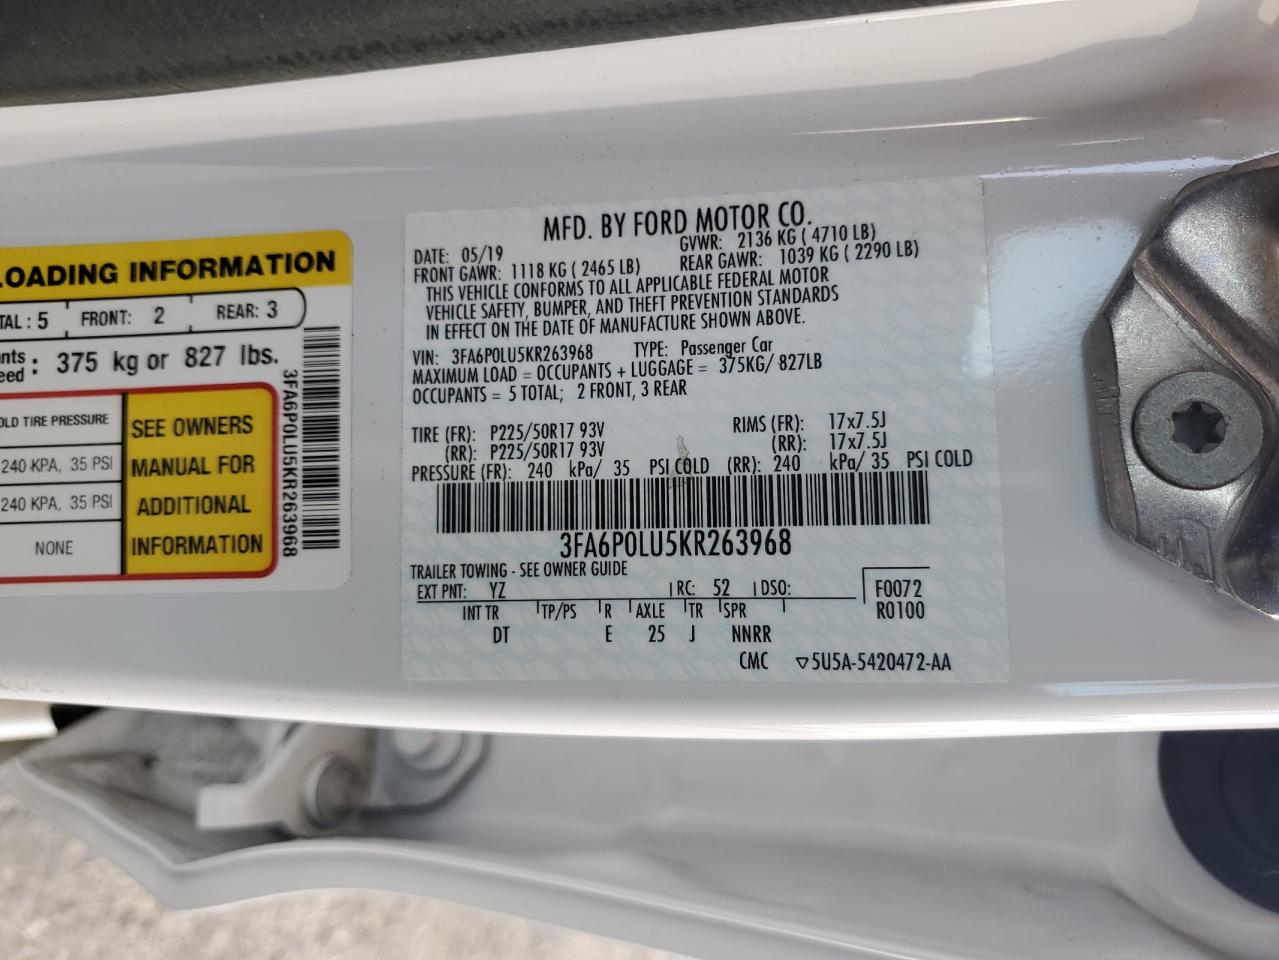 LOADING INFORMATION
TAL : 5 FRONT: 2 REAR: 3
nts
eed : 375 kg or 827 lbs.
OLD TIRE PRESSURE
240 KPA, 35 PSI
240 KPA, 35 PSI
NONE
SEE OWNERS
MANUAL FOR
ADDITIONAL
INFORMATION
3FA6P0LU5KR263968
MFD. BY FORD MOTOR CO.
DATE: 05/19 GVWR: 2136 KG ( 4710 LB)
FRONT GAWR: 1118 KG ( 2465 LB) REAR GAWR: 1039 KG ( 2290 LB)
THIS VEHICLE CONFORMS TO ALL APPLICABLE FEDERAL MOTOR
VEHICLE SAFETY, BUMPER, AND THEFT PREVENTION STANDARDS
IN EFFECT ON THE DATE OF MANUFACTURE SHOWN ABOVE.
VIN: 3FA6P0LU5KR263968 TYPE: Passenger Car
MAXIMUM LOAD = OCCUPANTS + LUGGAGE = 375KG/ 827LB
OCCUPANTS = 5 TOTAL; 2 FRONT, 3 REAR
TIRE (FR): P225/50R17 93V RIMS (FR): 17x7.5J
(RR): P225/50R17 93V (RR): 17x7.5J
PRESSURE (FR): 240 kPa/ 35 PSI COLD (RR): 240 kPa/ 35 PSI COLD
3FA6P0LU5KR263968
TRAILER TOWING - SEE OWNER GUIDE
EXT PNT: YZ RC: 52 DSO: F0072
INT TR TP/PS R AXLE TR SPR R0100
DT E 25 J NNRR
CMC ▽5U5A-5420472-AA